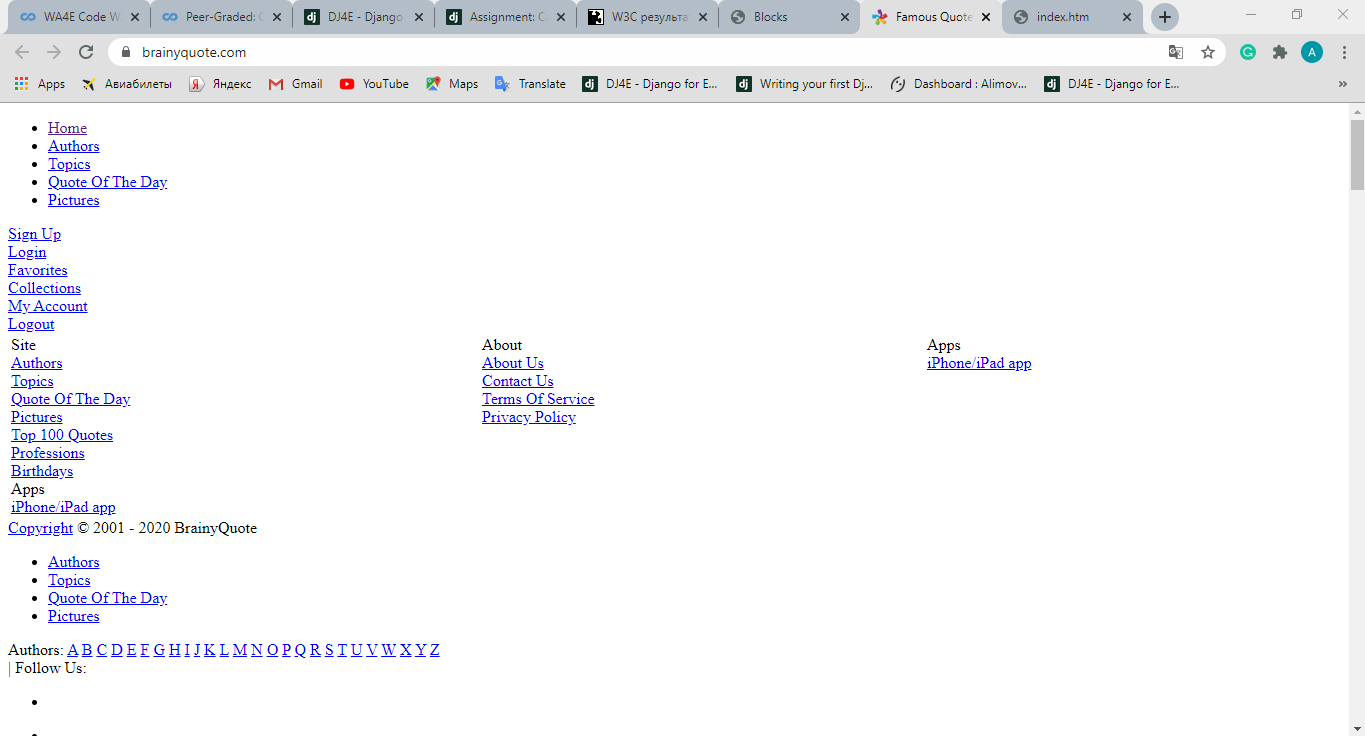 WA4E Code W
Peer-Graded: C
DJ4E - Django
Assignment: C
W3C результа
Blocks
Famous Quote
index.htm
brainyquote.com
Apps
Авиабилеты
Яндекс
Gmail
YouTube
Maps
Translate
DJ4E - Django for E...
Writing your first Dj...
Dashboard : Alimov...
DJ4E - Django for E...
»
Home
Authors
Topics
Quote Of The Day
Pictures
Sign Up
Login
Favorites
Collections
My Account
Logout
Site
Authors
Topics
Quote Of The Day
Pictures
Top 100 Quotes
Professions
Birthdays
Apps
iPhone/iPad app
About
About Us
Contact Us
Terms Of Service
Privacy Policy
Apps
iPhone/iPad app
Copyright © 2001 - 2020 BrainyQuote
Authors
Topics
Quote Of The Day
Pictures
Authors: A B C D E F G H I J K L M N O P Q R S T U V W X Y Z
| Follow Us: